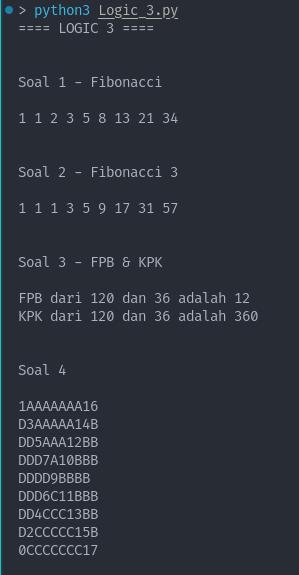 > python3 Logic_3.py
==== LOGIC 3 ====
Soal 1 - Fibonacci
1 1 2 3 5 8 13 21 34
Soal 2 - Fibonacci 3
1 1 1 3 5 9 17 31 57
Soal 3 - FPB & KPK
FPB dari 120 dan 36 adalah 12
KPK dari 120 dan 36 adalah 360
Soal 4
1AAAAAAA16
D3AAAAA14B
DD5AAA12BB
DDD7A10BBB
DDDD9BBBB
DDD6C11BBB
DD4CCC13BB
D2CCCCC15B
0CCCCCCC17